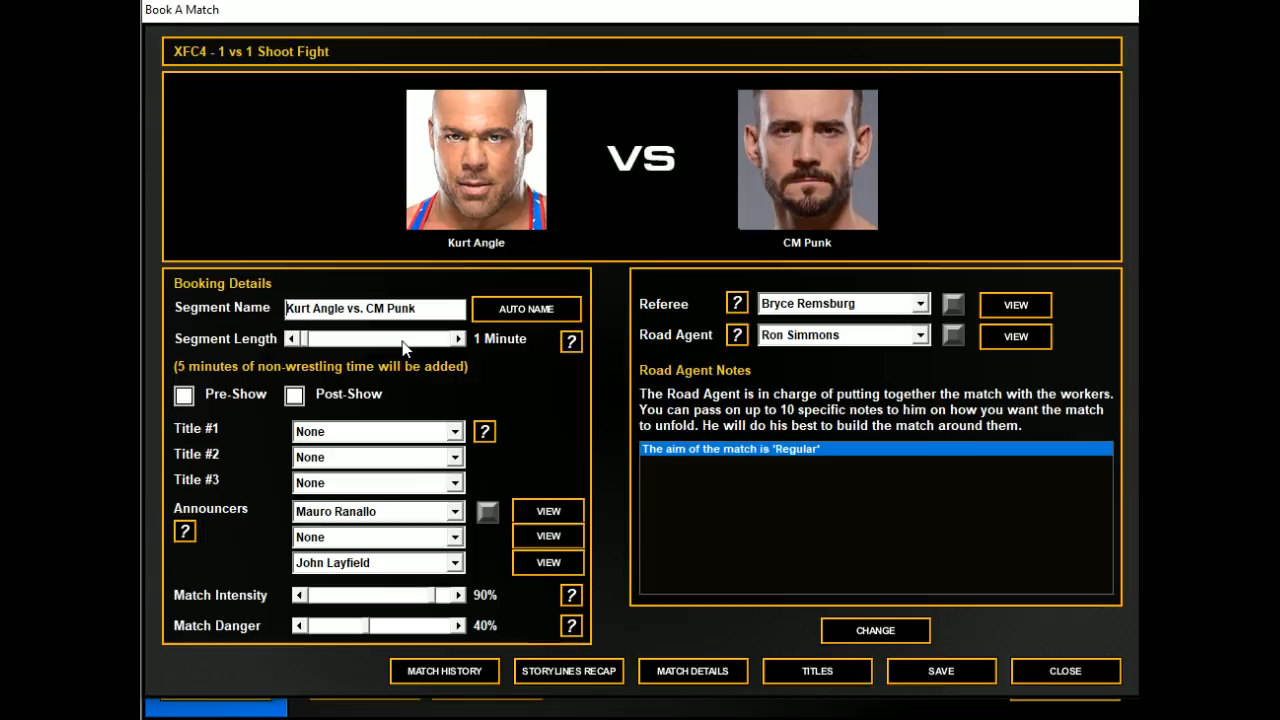 Book A Match
XFC4 - 1 vs 1 Shoot Fight
VS
Kurt Angle
CM Punk
Booking Details
Segment Name
Kurt Angle vs. CM Punk
AUTO NAME
Segment Length
1 Minute
?
(5 minutes of non-wrestling time will be added)
Pre-Show
Post-Show
Title #1
None
?
Title #2
None
Title #3
None
Announcers
Mauro Ranallo
VIEW
?
None
VIEW
John Layfield
VIEW
Match Intensity
90%
?
Match Danger
40%
?
Referee
?
Bryce Remsburg
VIEW
Road Agent
?
Ron Simmons
VIEW
Road Agent Notes
The Road Agent is in charge of putting together the match with the workers.
You can pass on up to 10 specific notes to him on how you want the match
to unfold. He will do his best to build the match around them.
The aim of the match is 'Regular'
CHANGE
MATCH HISTORY
STORYLINES RECAP
MATCH DETAILS
TITLES
SAVE
CLOSE